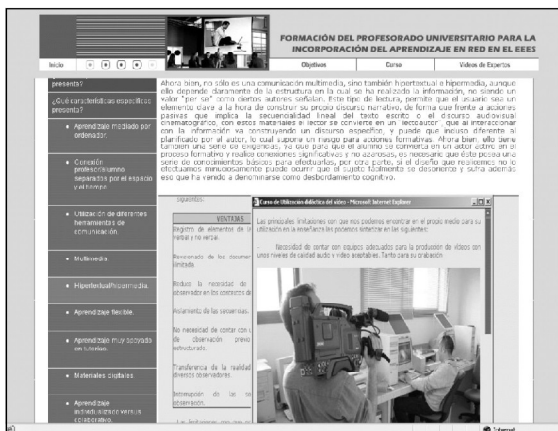 FORMACIÓN DEL PROFESORADO UNIVERSITARIO PARA LA
INCORPORACIÓN DEL APRENDIZAJE EN RED EN EL EEES
Inicio
Objetivos
Curso
Videos de Expertos
presenta?
¿Qué características específicas
presenta?
Aprendizaje mediado por
ordenador.
Conexión
profesor/alumno
separados por el espacio
y el tiempo.
Utilización de diferentes
herramientas de
comunicación.
Multimedia.
Hipertextual/hipermedia.
Aprendizaje flexible.
Aprendizaje muy apoyado
en tutorías.
Materiales digitales.
Aprendizaje
individualizado versus
colaborativo.
Ahora bien, no sólo es una comunicación multimedia, sino también hipertextual e hipermedia, aunque
ello depende claramente de la estructura en la cual se ha realizado la información, no siendo un
valor "per se" como ciertos autores señalan. Este tipo de lectura, permite que el usuario sea un
elemento clave a la hora de construir su propio discurso narrativo, de forma que frente a acciones
pasivas que implica la secuencialidad lineal del texto escrito o el discurso audiovisual
cinematográfico, con estos materiales el lector se convierte en un "lectoautor", que al interaccionar
con la información va construyendo un discurso específico, y puede que incluso diferente al
planificado por el autor, lo cual supone un riesgo para acciones formativas. Ahora bien, ello tiene
también una serie de exigencias, ya que para que el alumno se convierta en un actor activo en el
proceso formativo y realice conexiones significativas y no azarosas, es necesario que éste posea una
serie de conocimientos básicos para efectuarlas, por otra parte, si el diseño que realicemos no lo
efectuamos minuciosamente puede ocurrir que el sujeto fácilmente se desoriente y sufra además
eso que ha venido a denominarse como desbordamiento cognitivo.
siguientes:
VENTAJAS
Registro de elementos de la
verbal y no verbal.
limitada.
Reduce la necesidad de
observador en los contextos de
Aislamiento de las secuencias.
No necesidad de contar con u
de observación previo
estructurada.
Transferencia de la realidad
diversos observadores.
Interrupción de las se
observación.
Curso de Utilización didáctica del video - Microsoft Internet Explorer
Las principales limitaciones con que nos podemos encontrar en el propio medio para su
utilización en la enseñanza las podemos sintetizar en las siguientes:
- Necesidad de contar con equipos adecuados para la producción de vídeos con
unos niveles de calidad audio y video aceptables. Tanto para su grabación
Internet